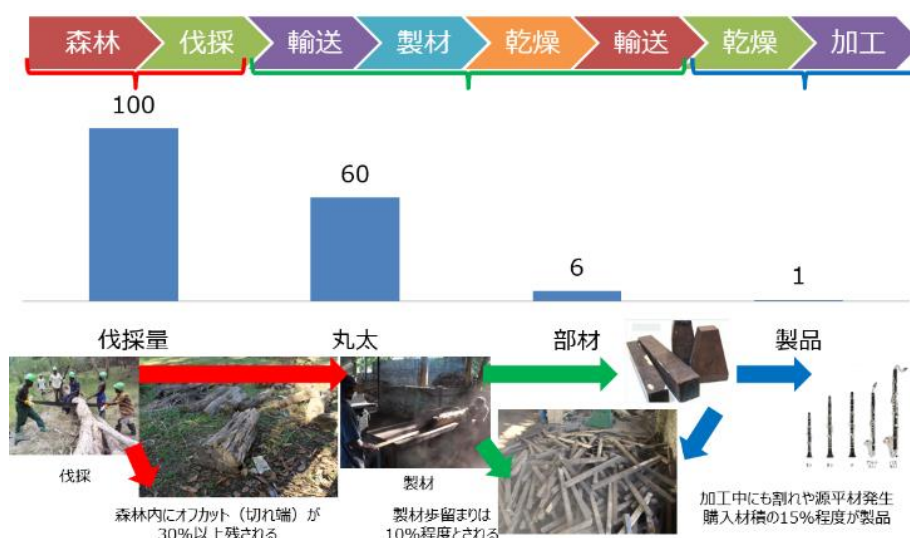 森林 伐採 輸送 製材 乾燥 輸送 乾燥 加工
100
60
6
1
伐採量 丸太 部材 製品
伐採
製材
森林内にオフカット（切れ端）が
30%以上残される
製材歩留まりは
10%程度とされる
加工中にも割れや源平材発生
購入材積の15%程度が製品